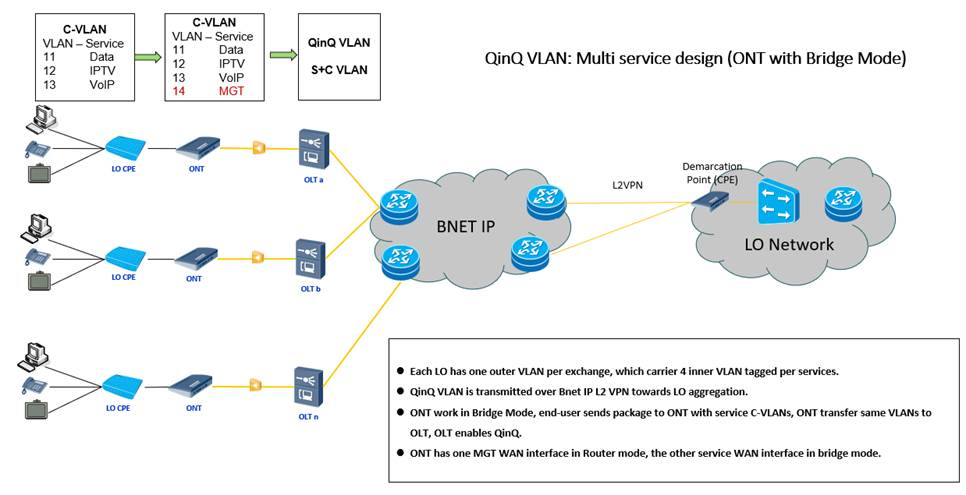 C-VLAN
VLAN – Service
11 Data
12 IPTV
13 VoIP
C-VLAN
VLAN – Service
11 Data
12 IPTV
13 VoIP
14 MGT
QinQ VLAN
S+C VLAN
QinQ VLAN: Multi service design (ONT with Bridge Mode)
LO CPE
ONT
OLT a
LO CPE
ONT
OLT b
LO CPE
ONT
OLT n
BNET IP
L2VPN
Demarcation
Point (CPE)
LO Network
● Each LO has one outer VLAN per exchange, which carrier 4 inner VLAN tagged per services.
● QinQ VLAN is transmitted over Bnet IP L2 VPN towards LO aggregation.
● ONT work in Bridge Mode, end-user sends package to ONT with service C-VLANs, ONT transfer same VLANs to
OLT, OLT enables QinQ.
● ONT has one MGT WAN interface in Router mode, the other service WAN interface in bridge mode.